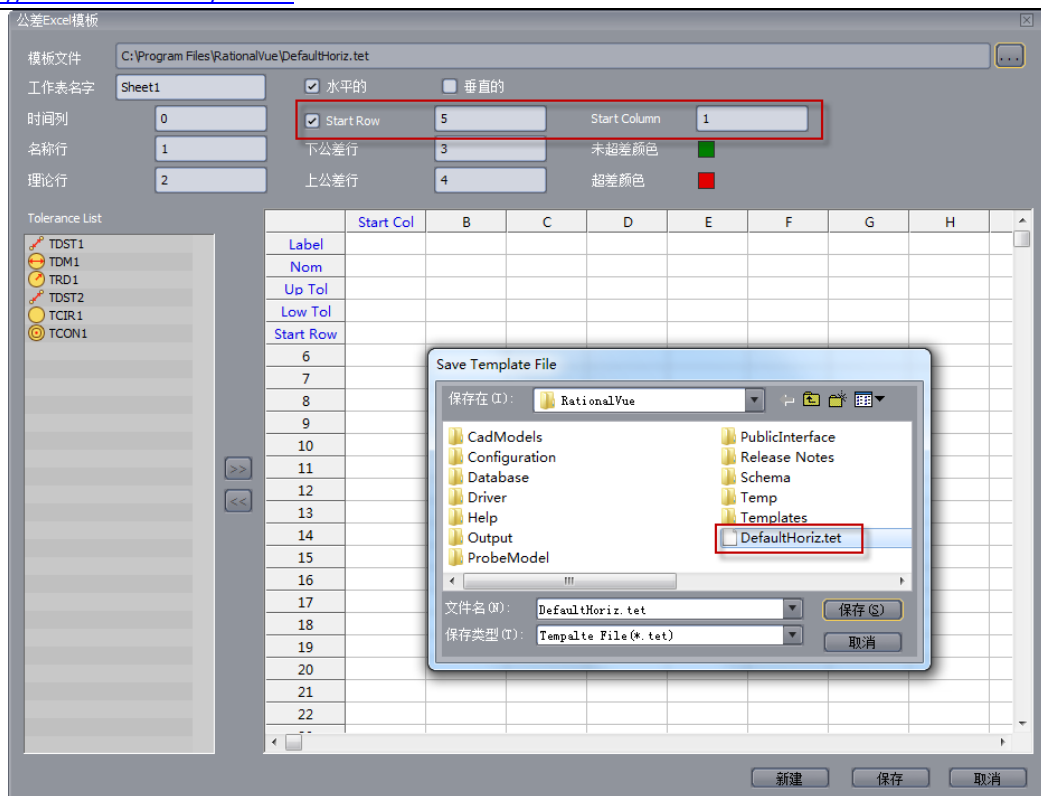 公差Excel模板
模板文件 C:\Program Files\RationalVue\DefaultHoriz.tet ...
工作表名字 Sheet1 水平的 垂直的
时间列 0 Start Row 5 Start Column 1
名称行 1 下公差行 3 未超差颜色
理论行 2 上公差行 4 超差颜色
Tolerance List
TDST1
TDM1
TRD1
TDST2
TCIR1
TCON1
>>
<<
Start Col B C D E F G H
Label
Nom
Up Tol
Low Tol
Start Row
6
7
8
9
10
11
12
13
14
15
16
17
18
19
20
21
22
Save Template File
保存在(I): RationalVue
CadModels
Configuration
Database
Driver
Help
Output
ProbeModel
PublicInterface
Release Notes
Schema
Temp
Templates
DefaultHoriz.tet
文件名(N): DefaultHoriz.tet 保存(S)
保存类型(T): Tempalte File(*.tet) 取消
新建 保存 取消